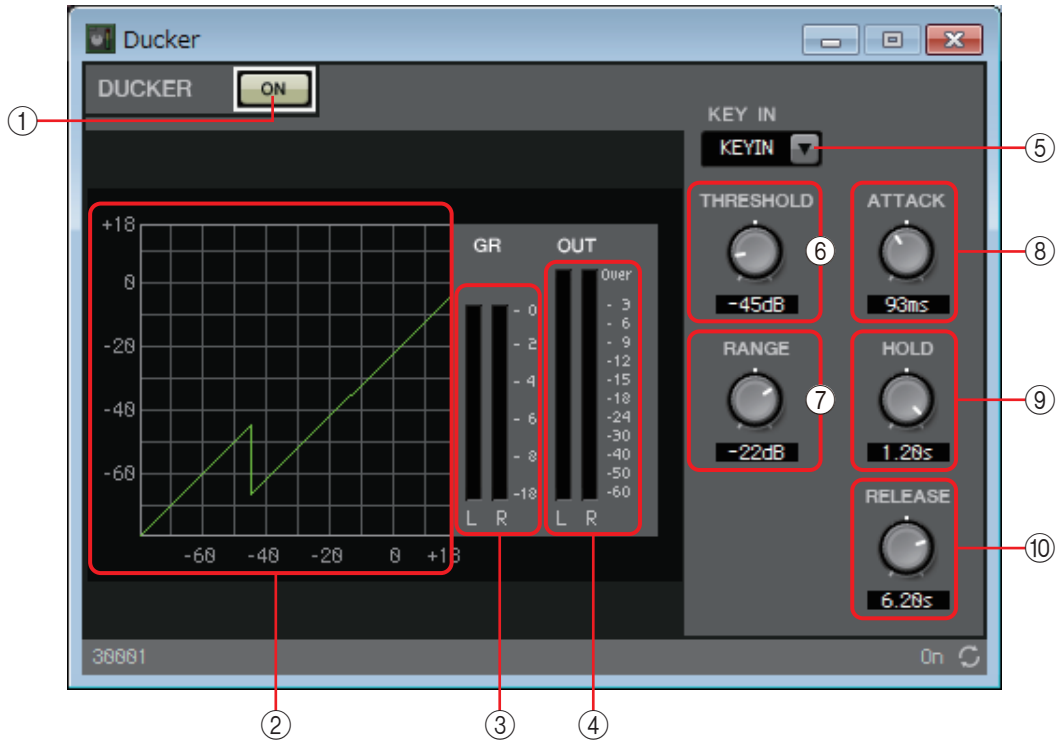 Ducker
DUCKER
ON
①
KEY IN
KEYIN
⑤
THRESHOLD
ATTACK
⑥
⑧
-45dB
93ms
RANGE
HOLD
⑦
⑨
-22dB
1.20s
RELEASE
⑩
6.20s
+18
0
-20
-40
-60
-60 -40 -20 0 +18
GR
- 0
- 2
- 4
- 6
- 8
-18
L R
OUT
Over
- 3
- 6
- 9
-12
-15
-18
-24
-30
-40
-50
-60
L R
30001
On
②
③
④